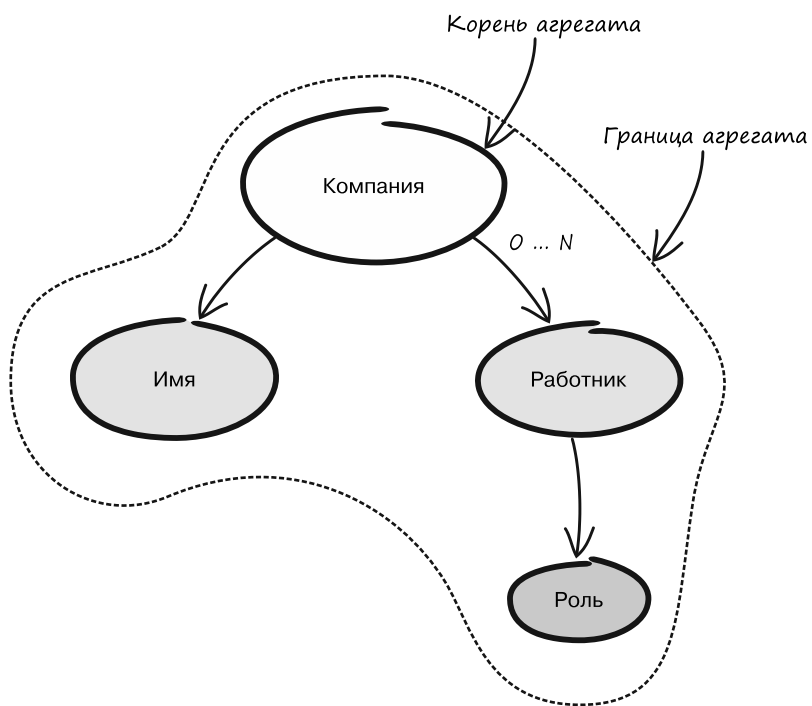 Корень агрегата
Граница агрегата
Компания
0 ... N
Имя
Работник
Роль